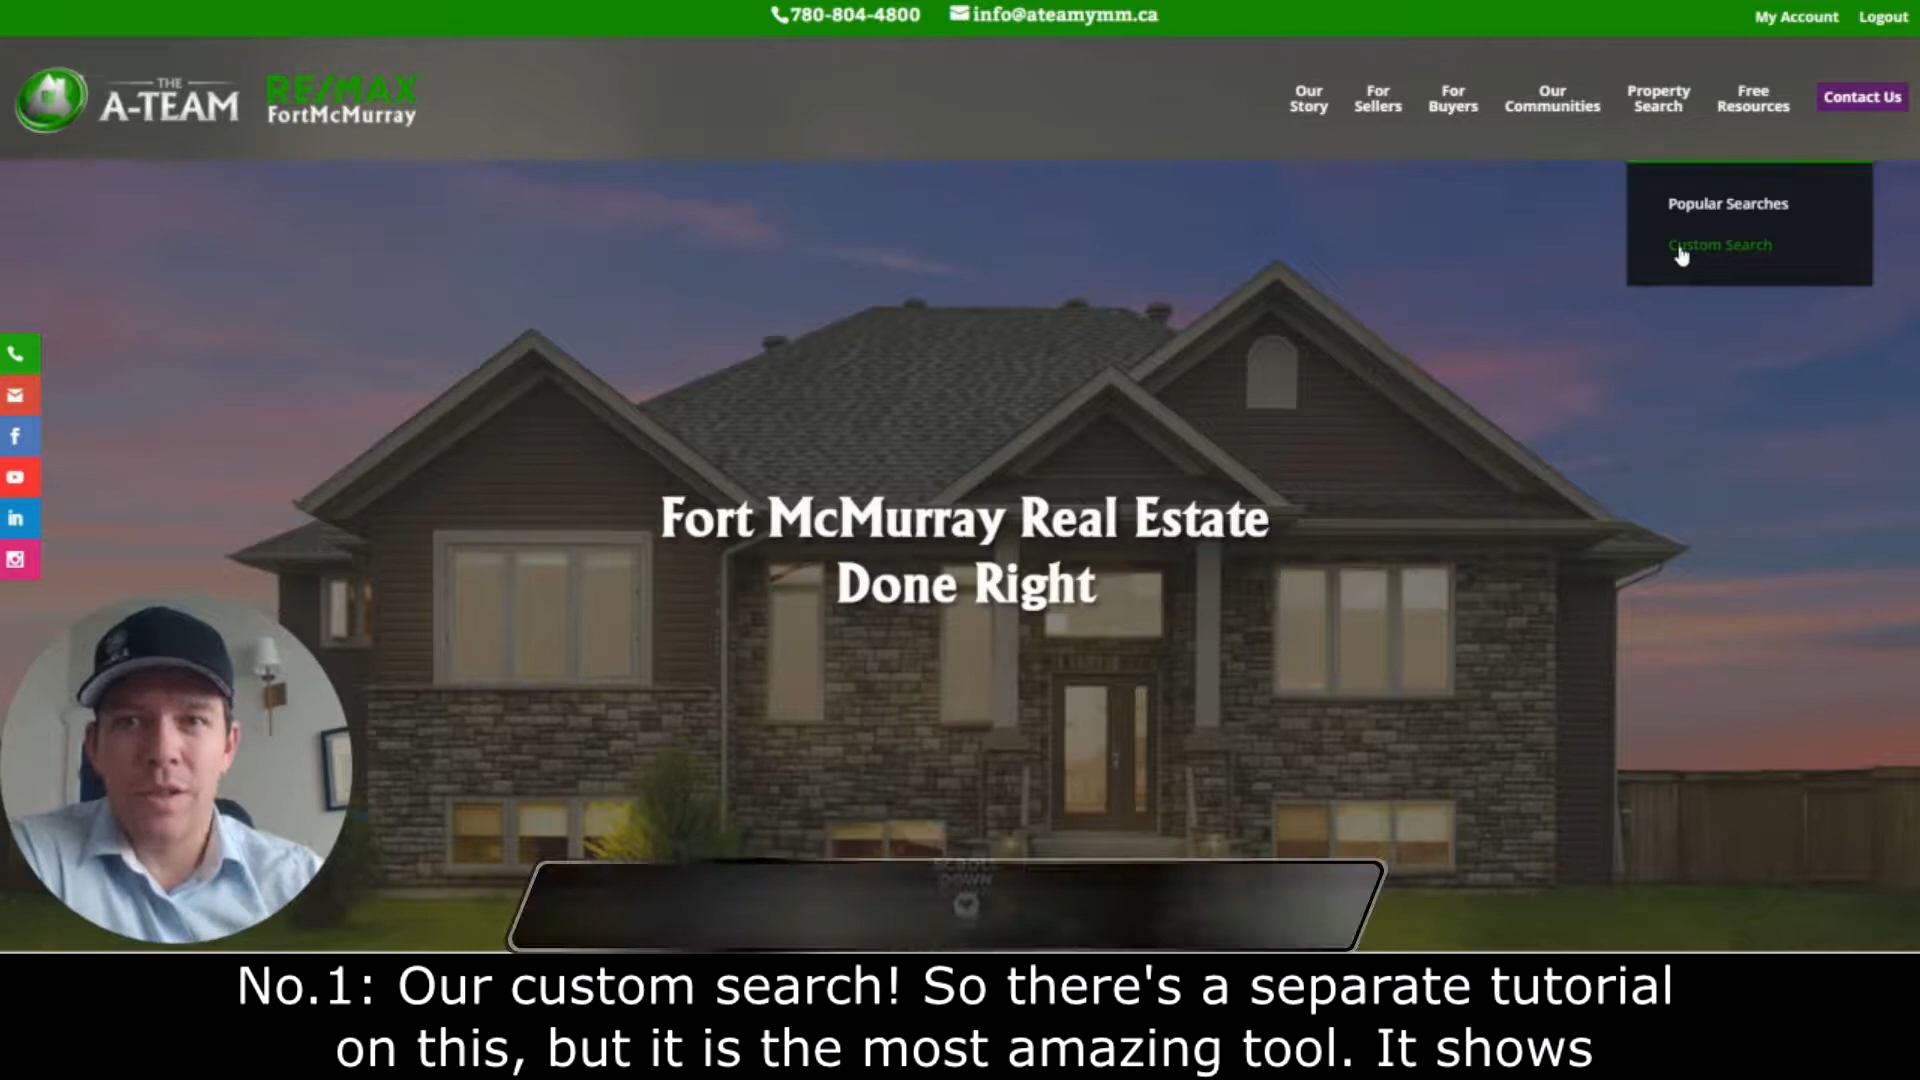 780-804-4800 info@ateamymm.ca
My Account Logout
THE
A-TEAM
RE/MAX
FortMcMurray
Our Story
For Sellers
For Buyers
Our Communities
Property Search
Free Resources
Contact Us
Popular Searches
Custom Search
Fort McMurray Real Estate
Done Right
SCROLL
DOWN
No.1: Our custom search! So there's a separate tutorial
on this, but it is the most amazing tool. It shows